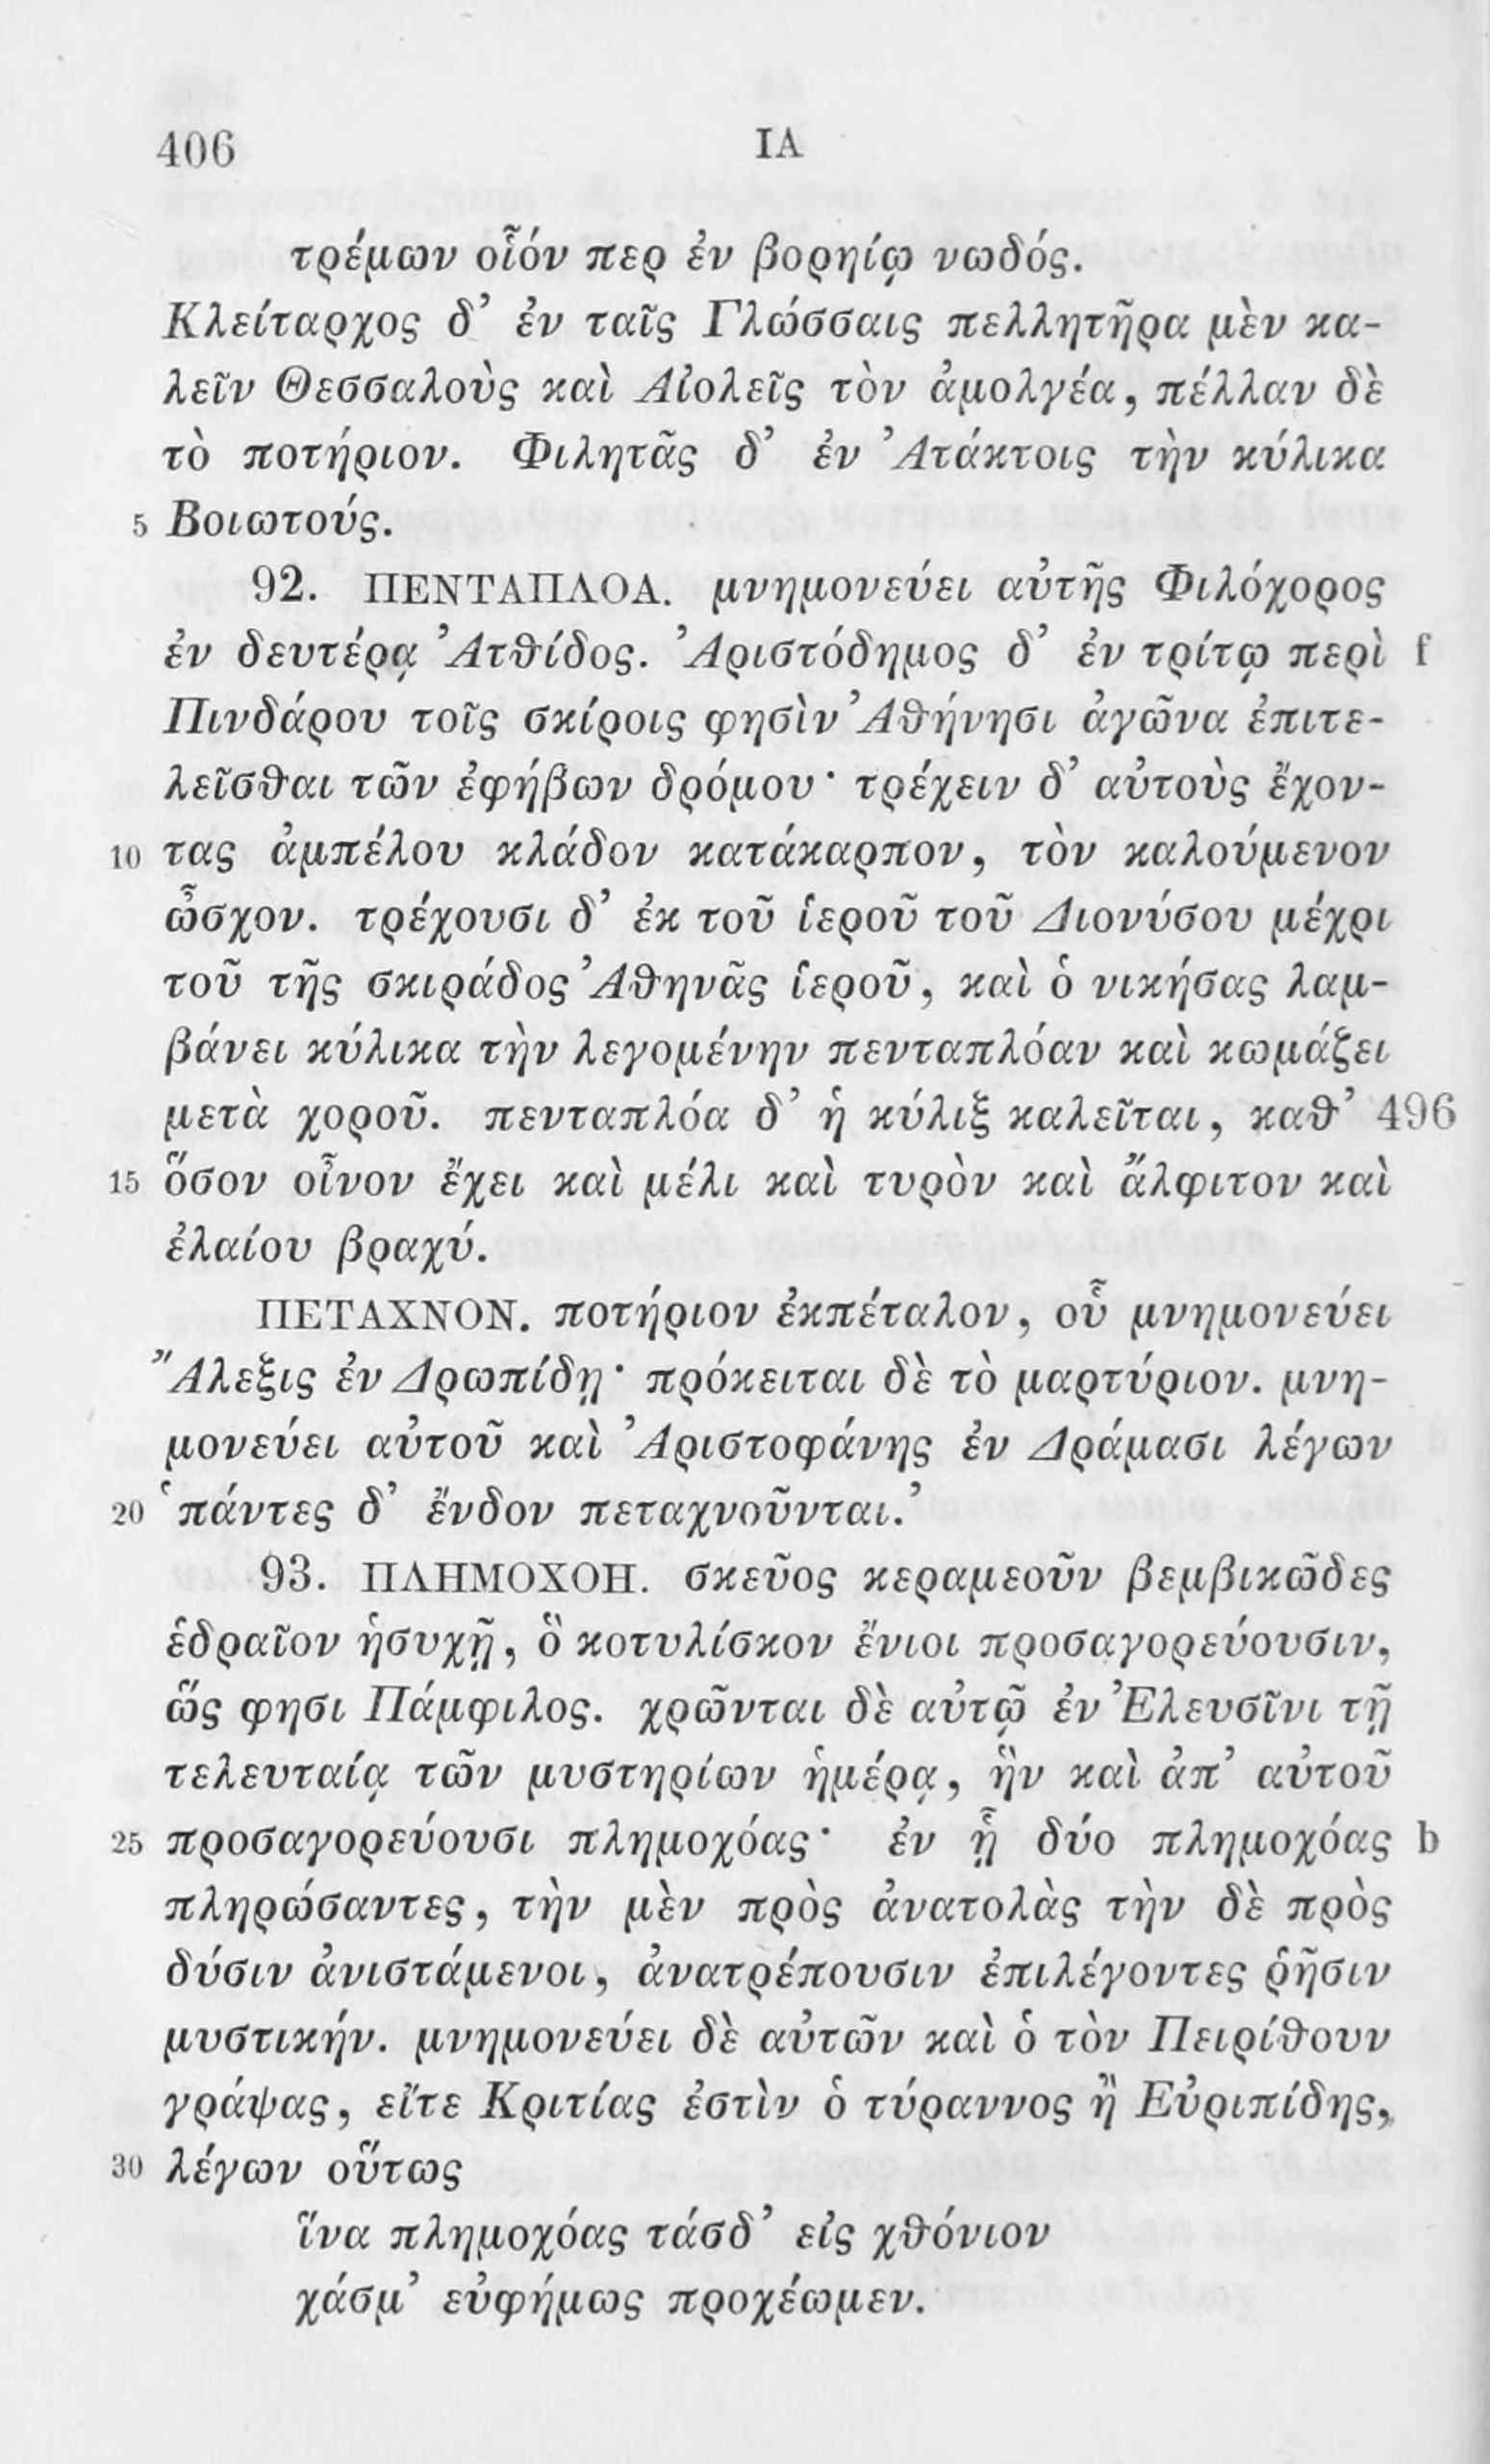 406 ΙΑ
τρέμων οἷόν περ ἐν βορηίῳ νωδός.
Κλείταρχος δ’ ἐν ταῖς Γλώσσαις πελλητῆρα μὲν κα-
λεῖν Θεσσαλοὺς καὶ Αἰολεῖς τὸν ἀμολγέα, πέλλαν δὲ
τὸ ποτήριον. Φιλητᾶς δ’ ἐν Ἀτάκτοις τὴν κύλικα
5 Βοιωτούς.
92. ΠΕΝΤΑΠΛΟΑ. μνημονεύει αὐτῆς Φιλόχορος
ἐν δευτέρᾳ Ἀτθίδος. Ἀριστόδημος δ’ ἐν τρίτῳ περὶ f
Πινδάρου τοῖς σκίροις φησὶν Ἀθήνησι ἀγῶνα ἐπιτε-
λεῖσθαι τῶν ἐφήβων δρόμου· τρέχειν δ’ αὐτοὺς ἔχον-
10 τας ἀμπέλου κλάδον κατάκαρπον, τὸν καλούμενον
ὦσχον. τρέχουσι δ’ ἐκ τοῦ ἱεροῦ τοῦ Διονύσου μέχρι
τοῦ τῆς σκιράδος Ἀθηνᾶς ἱεροῦ, καὶ ὁ νικήσας λαμ-
βάνει κύλικα τὴν λεγομένην πενταπλόαν καὶ κωμάζει
μετὰ χοροῦ. πενταπλόα δ’ ἡ κύλιξ καλεῖται, καθ’ 496
15 ὅσον οἶνον ἔχει καὶ μέλι καὶ τυρὸν καὶ ἄλφιτον καὶ
ἐλαίου βραχύ.
ΠΕΤΑΧΝΟΝ. ποτήριον ἐκπέταλον, οὗ μνημονεύει
Ἄλεξις ἐν Δρωπίδῃ· πρόκειται δὲ τὸ μαρτύριον. μνη-
μονεύει αὐτοῦ καὶ Ἀριστοφάνης ἐν Δράμασι λέγων
20 ‘πάντες δ’ ἔνδον πεταχνοῦνται.’
93. ΠΛΗΜΟΧΟΗ. σκεῦος κεραμεοῦν βεμβικῶδες
ἑδραῖον ἡσυχῇ, ὃ κοτυλίσκον ἔνιοι προσαγορεύουσιν,
ὥς φησι Πάμφιλος. χρῶνται δὲ αὐτῷ ἐν Ἐλευσῖνι τῇ
τελευταίᾳ τῶν μυστηρίων ἡμέρᾳ, ἣν καὶ ἀπ’ αὐτοῦ
25 προσαγορεύουσι πλημοχόας· ἐν ᾗ δύο πλημοχόας b
πληρώσαντες, τὴν μὲν πρὸς ἀνατολὰς τὴν δὲ πρὸς
δύσιν ἀνιστάμενοι, ἀνατρέπουσιν ἐπιλέγοντες ῥῆσιν
μυστικήν. μνημονεύει δὲ αὐτῶν καὶ ὁ τὸν Πειρίθουν
γράψας, εἴτε Κριτίας ἐστὶν ὁ τύραννος ἢ Εὐριπίδης,
30 λέγων οὕτως
ἵνα πλημοχόας τάσδ’ εἰς χθόνιον
χάσμ’ εὐφήμως προχέωμεν.